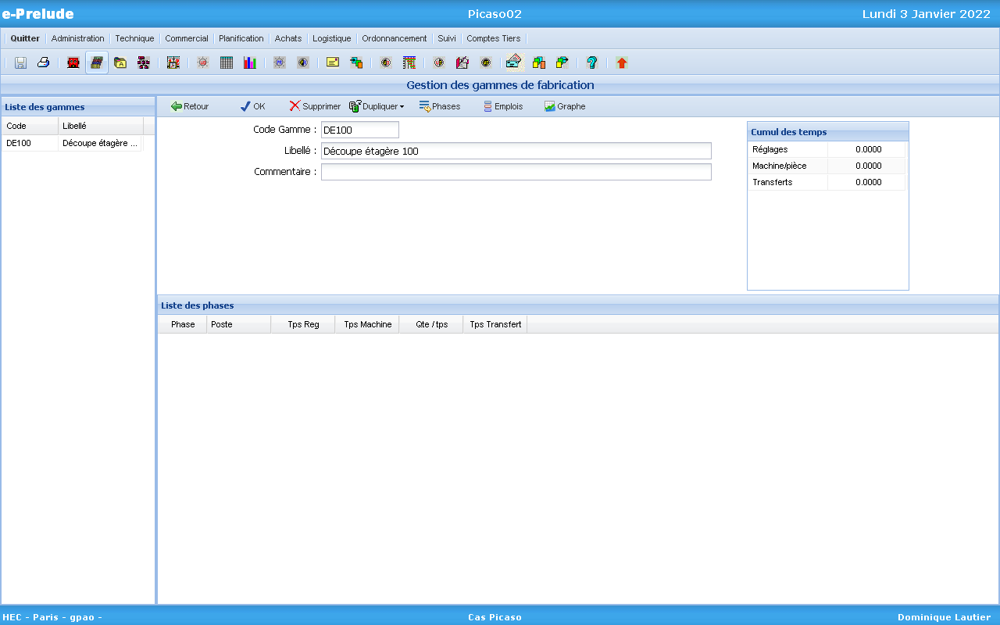 e-Prelude Picaso02 Lundi 3 Janvier 2022
Quitter Administration Technique Commercial Planification Achats Logistique Ordonnancement Suivi Comptes Tiers
Gestion des gammes de fabrication
Liste des gammes
Code Libellé
DE100 Découpe étagère ...
Retour OK Supprimer Dupliquer Phases Emplois Graphe
Code Gamme : DE100
Libellé : Découpe étagère 100
Commentaire :
Cumul des temps
Réglages 0.0000
Machine/pièce 0.0000
Transferts 0.0000
Liste des phases
Phase Poste Tps Reg Tps Machine Qte / tps Tps Transfert
HEC - Paris - gpao - Cas Picaso Dominique Lautier